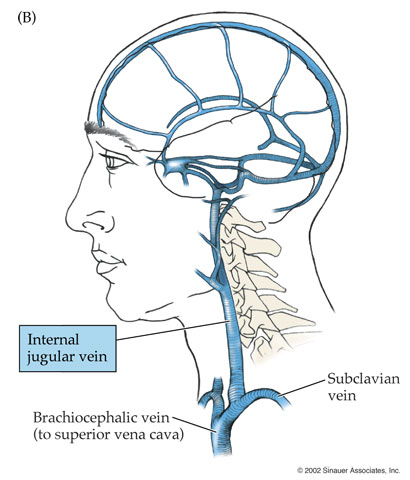 (B)
Internal
jugular vein
Subclavian
vein
Brachiocephalic vein
(to superior vena cava)
© 2002 Sinauer Associates, Inc.